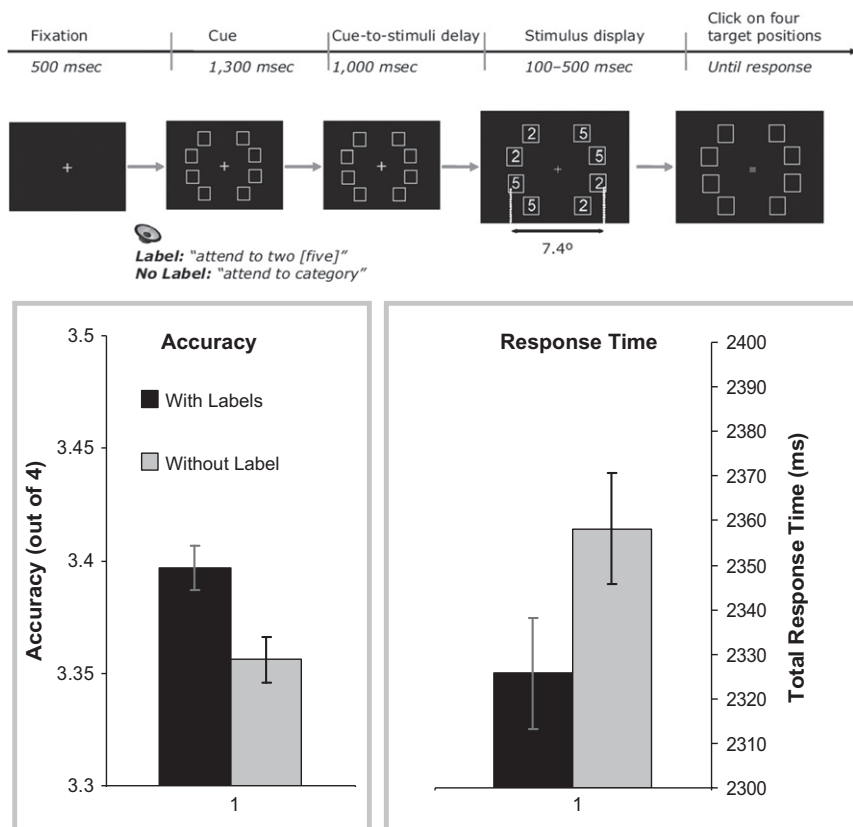 Fixation
Cue
Cue-to-stimuli delay
Stimulus display
Click on four
target positions
500 msec
1,300 msec
1,000 msec
100–500 msec
Until response
2 5
2 5
5 2
5 2
7.4º
Label: "attend to two [five]"
No Label: "attend to category"
Accuracy
With Labels
Without Label
Accuracy (out of 4)
3.5
3.45
3.4
3.35
3.3
1
Response Time
2400
2390
2380
2370
2360
2350
2340
2330
2320
2310
2300
Total Response Time (ms)
1